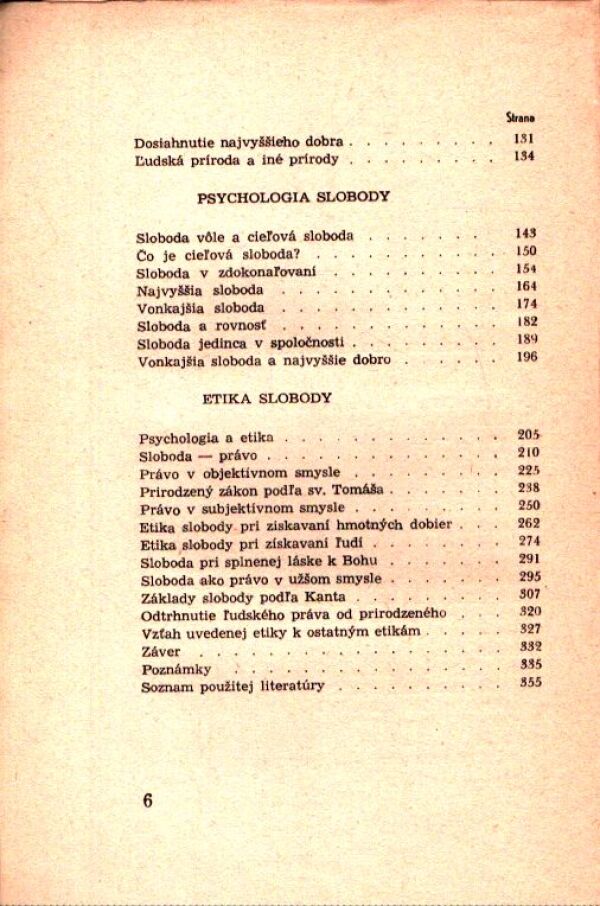 Strana
Dosiahnutie najvyššieho dobra . . . . . . . . . 131
Ľudská príroda a iné prírody . . . . . . . . . 134
PSYCHOLOGIA SLOBODY
Sloboda vôle a cieľová sloboda . . . . . . . . 143
Čo je cieľová sloboda? . . . . . . . . . . . 150
Sloboda v zdokonaľovaní . . . . . . . . . . 154
Najvyššia sloboda . . . . . . . . . . . . . 164
Vonkajšia sloboda . . . . . . . . . . . . . 174
Sloboda a rovnosť . . . . . . . . . . . . . 182
Sloboda jedinca v spoločnosti . . . . . . . . . 189
Vonkajšia sloboda a najvyššie dobro . . . . . . 196
ETIKA SLOBODY
Psychologia a etika . . . . . . . . . . . . . 205
Sloboda — právo . . . . . . . . . . . . . . 210
Právo v objektívnom smysle . . . . . . . . . 225
Prirodzený zákon podľa sv. Tomáša . . . . . . . 238
Právo v subjektívnom smysle . . . . . . . . . 250
Etika slobody pri získavaní hmotných dobier . . . 262
Etika slobody pri získavaní ľudí . . . . . . . . 274
Sloboda pri splnenej láske k Bohu . . . . . . . 291
Sloboda ako právo v užšom smysle . . . . . . . 295
Základy slobody podľa Kanta . . . . . . . . . 307
Odtrhnutie ľudského práva od prirodzeného . . . 320
Vzťah uvedenej etiky k ostatným etikám . . . . . 327
Záver . . . . . . . . . . . . . . . . . 332
Poznámky . . . . . . . . . . . . . . . 335
Soznam použitej literatúry . . . . . . . . . . 355
6